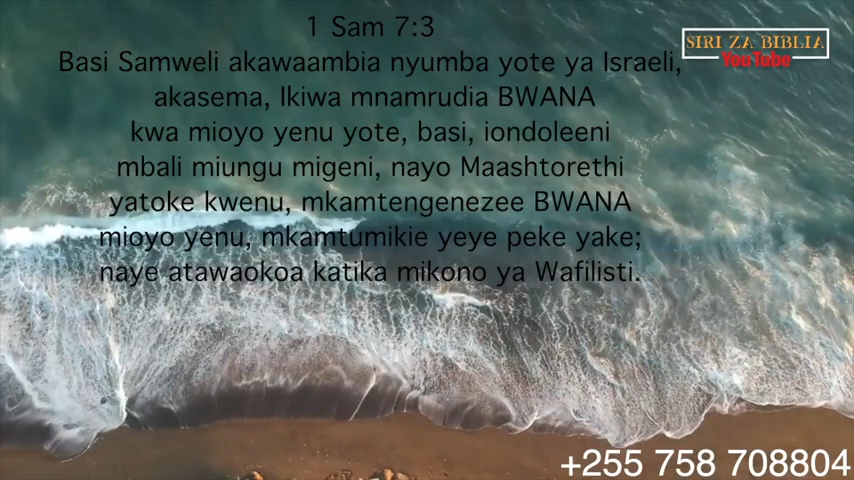 1 Sam 7:3
Basi Samweli akawaambia nyumba yote ya Israeli,
akasema, Ikiwa mnamrudia BWANA
kwa mioyo yenu yote, basi, iondoleeni
mbali miungu migeni, nayo Maashtorethi
yatoke kwenu, mkamtengenezee BWANA
mioyo yenu, mkamtumikie yeye peke yake;
naye atawaokoa katika mikono ya Wafilisti.
SIRI ZA BIBLIA
YouTube
+255 758 708804